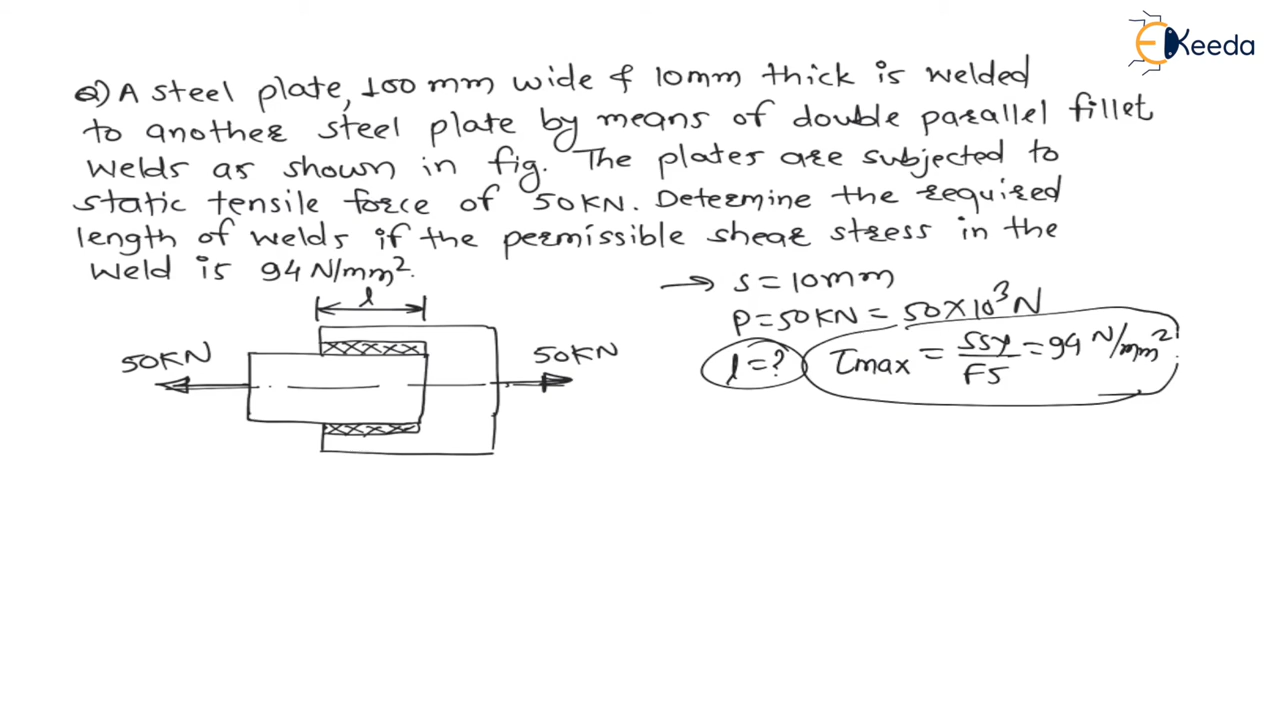 EKeeda
Q) A steel plate, 100 mm wide & 10mm thick is welded
to another steel plate by means of double parallel fillet
welds as shown in fig. The plates are subjected to
static tensile force of 50KN. Determine the required
length of welds if the permissible shear stress in the
weld is 94 N/mm².
→ s = 10mm
P = 50KN = 50 × 10³ N
l = ? τmax = SSy/FS = 94 N/mm²
l
50KN 50KN